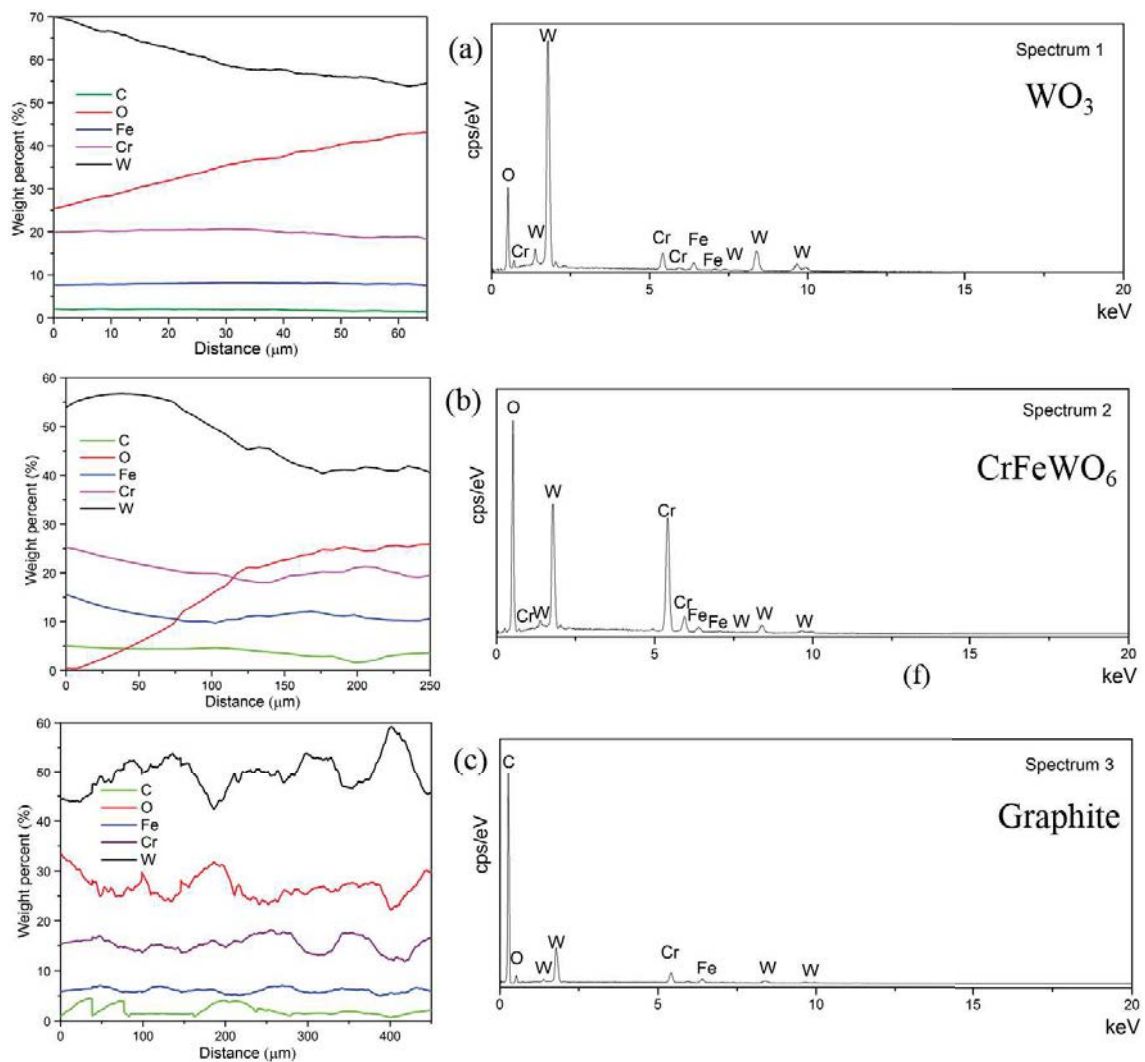 70
60
50
40
30
20
10
0
Weight percent (%)
C
O
Fe
Cr
W
0 10 20 30 40 50 60
Distance (μm)
(a)
cps/eV
Spectrum 1
WO3
O
Cr
W
W
Cr
Cr
Fe
Fe
W
W
W
0 5 10 15 20
keV
60
50
40
30
20
10
0
Weight percent (%)
C
O
Fe
Cr
W
0 50 100 150 200 250
Distance (μm)
(b)
cps/eV
Spectrum 2
CrFeWO6
O
Cr
W
W
Cr
Cr
Fe
Fe
W
W
W
0 5 10 15 20
(f)
keV
60
50
40
30
20
10
0
Weight percent (%)
C
O
Fe
Cr
W
0 100 200 300 400
Distance (μm)
(c)
cps/eV
Spectrum 3
Graphite
C
O
W
W
Cr
Fe
W
W
0 5 10 15 20
keV